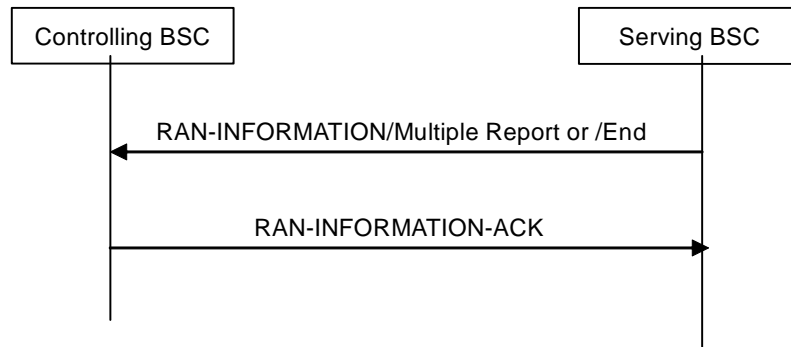 Controlling BSC
Serving BSC
RAN-INFORMATION/Multiple Report or /End
RAN-INFORMATION-ACK